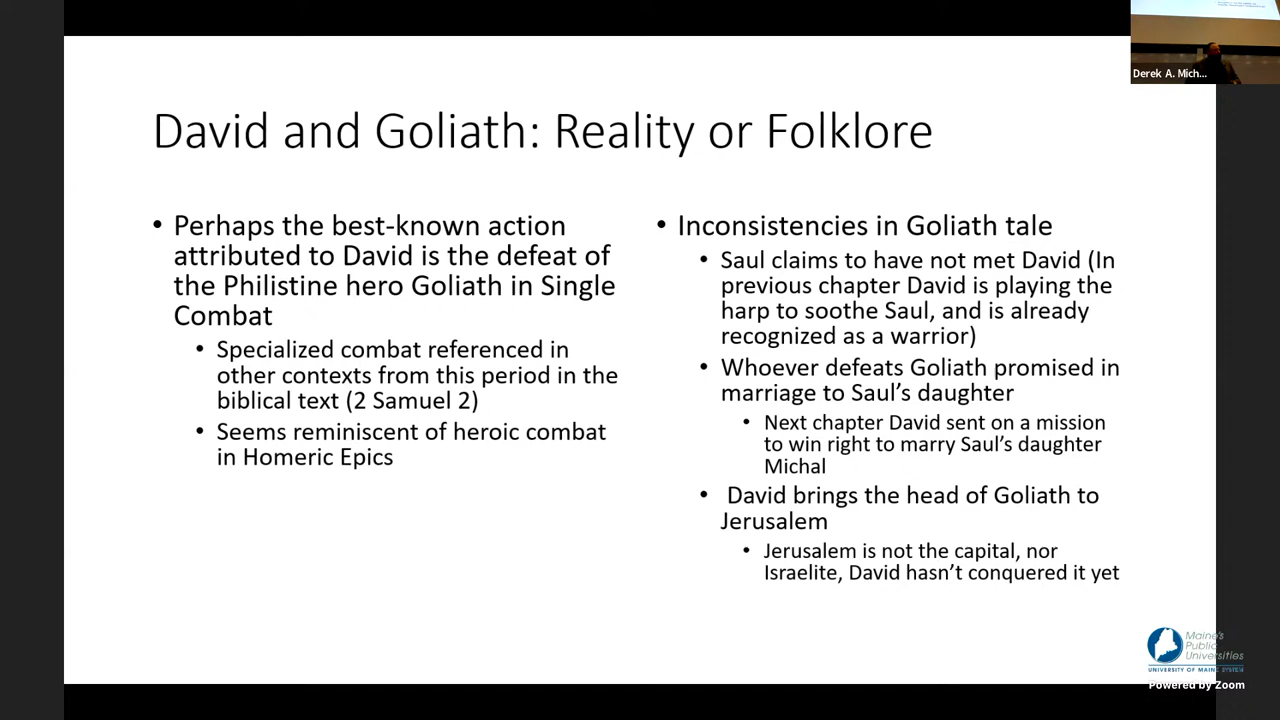 David and Goliath: Reality or Folklore
• Perhaps the best-known action
attributed to David is the defeat of
the Philistine hero Goliath in Single
Combat
• Specialized combat referenced in
other contexts from this period in the
biblical text (2 Samuel 2)
• Seems reminiscent of heroic combat
in Homeric Epics
• Inconsistencies in Goliath tale
• Saul claims to have not met David (In
previous chapter David is playing the
harp to soothe Saul, and is already
recognized as a warrior)
• Whoever defeats Goliath promised in
marriage to Saul's daughter
• Next chapter David sent on a mission
to win right to marry Saul's daughter
Michal
• David brings the head of Goliath to
Jerusalem
• Jerusalem is not the capital, nor
Israelite, David hasn't conquered it yet
Derek A. Mich...
Maine's
Public
Universities
UNIVERSITY OF MAINE SYSTEM
Powered by Zoom